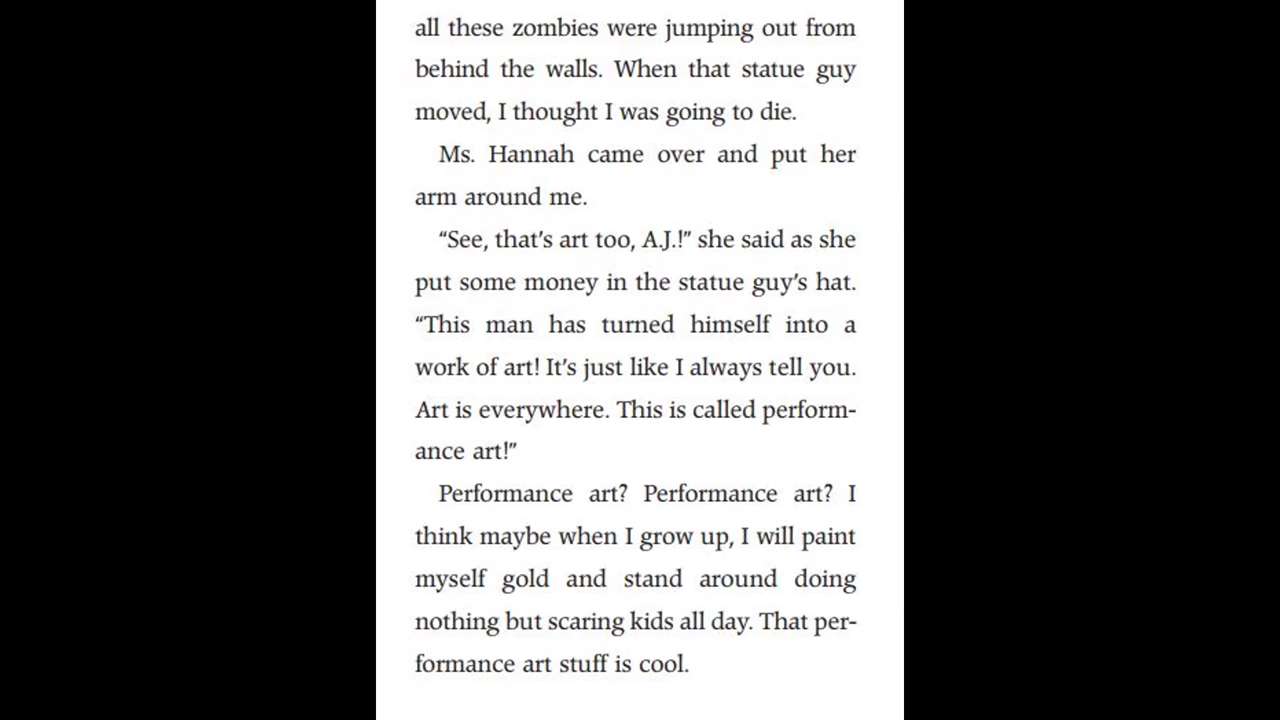 all these zombies were jumping out from
behind the walls. When that statue guy
moved, I thought I was going to die.
Ms. Hannah came over and put her
arm around me.
“See, that’s art too, A.J.!” she said as she
put some money in the statue guy’s hat.
“This man has turned himself into a
work of art! It’s just like I always tell you.
Art is everywhere. This is called perform-
ance art!”
Performance art? Performance art? I
think maybe when I grow up, I will paint
myself gold and stand around doing
nothing but scaring kids all day. That per-
formance art stuff is cool.